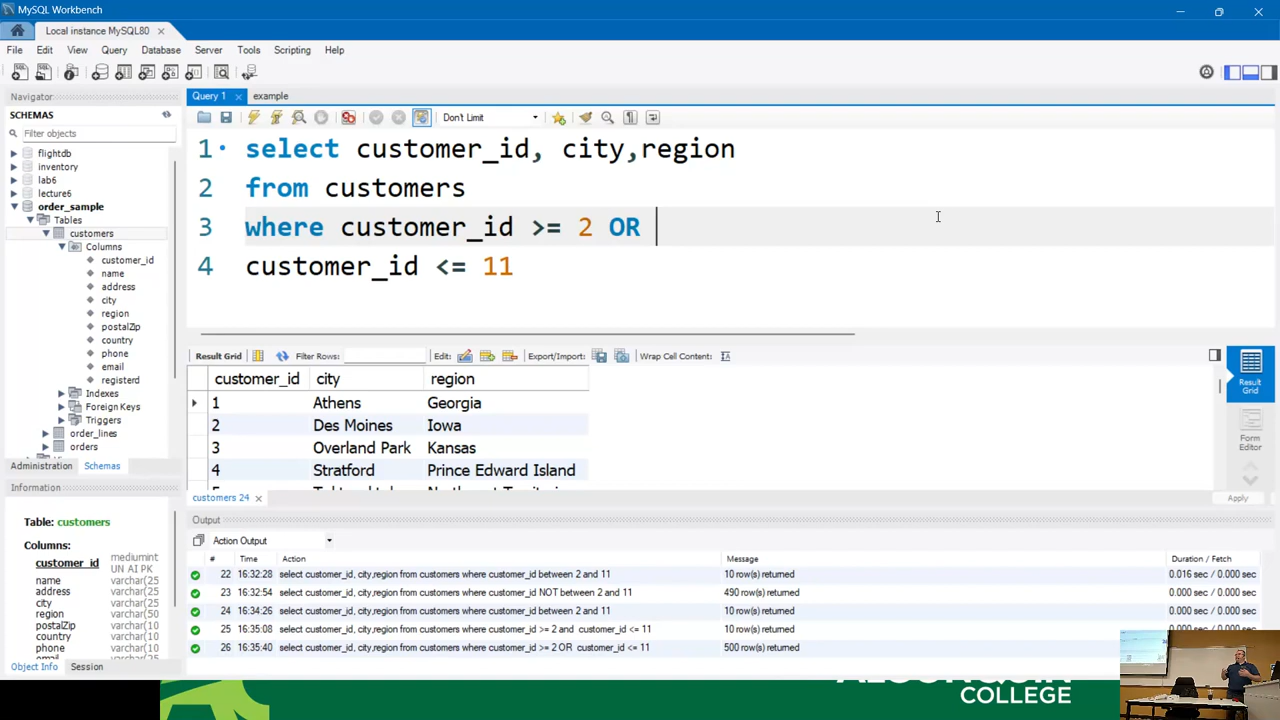 MySQL Workbench
Local instance MySQL80
File Edit View Query Database Server Tools Scripting Help
Navigator
SCHEMAS
Filter objects
flightdb
inventory
lab6
lecture6
order_sample
Tables
customers
Columns
customer_id
name
address
city
region
postalZip
country
phone
email
registerd
Indexes
Foreign Keys
Triggers
order_lines
orders
Administration Schemas
Information
Table: customers
Columns:
customer_id mediumint
UN AI PK
name varchar(25
address varchar(25
city varchar(25
region varchar(50
postalZip varchar(10
country varchar(10
phone varchar(10
Object Info Session
Query 1 example
Don't Limit
1 select customer_id, city,region
2 from customers
3 where customer_id >= 2 OR
4 customer_id <= 11
Result Grid Filter Rows: Edit: Export/Import: Wrap Cell Content:
customer_id city region
1 Athens Georgia
2 Des Moines Iowa
3 Overland Park Kansas
4 Stratford Prince Edward Island
Result Grid
Form Editor
customers 24
Apply
Output
Action Output
# Time Action Message Duration / Fetch
22 16:32:28 select customer_id, city,region from customers where customer_id between 2 and 11 10 row(s) returned 0.016 sec / 0.000 sec
23 16:32:54 select customer_id, city,region from customers where customer_id NOT between 2 and 11 490 row(s) returned 0.000 sec / 0.000 sec
24 16:34:26 select customer_id, city,region from customers where customer_id between 2 and 11 10 row(s) returned 0.000 sec / 0.000 sec
25 16:35:08 select customer_id, city,region from customers where customer_id >= 2 and customer_id <= 11 10 row(s) returned
26 16:35:40 select customer_id, city,region from customers where customer_id >= 2 OR customer_id <= 11 500 row(s) returned
ALGONQUIN
COLLEGE